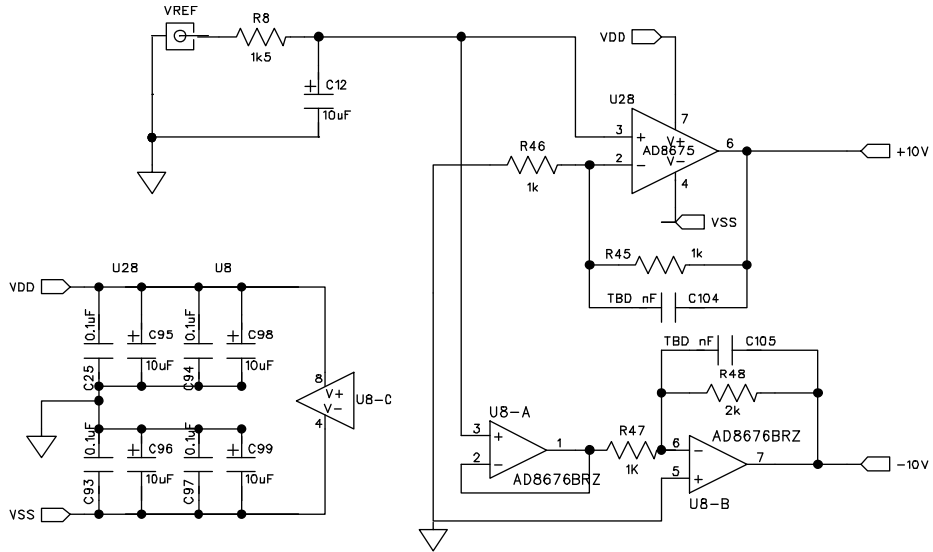 VREF
R8
1k5
C12
10uF
VDD
U28
7
3
V+
AD8675
6
2
V-
4
+10V
R46
1k
VSS
R45
1k
TBD nF
C104
U28
U8
VDD
0.1uF
C95
0.1uF
C98
10uF
10uF
C25
C94
8
V+
V-
U8-C
4
0.1uF
C96
0.1uF
C99
10uF
10uF
C93
C97
VSS
TBD nF
C105
R48
2k
U8-A
3
1
2
AD8676BRZ
R47
1K
AD8676BRZ
6
7
5
U8-B
-10V